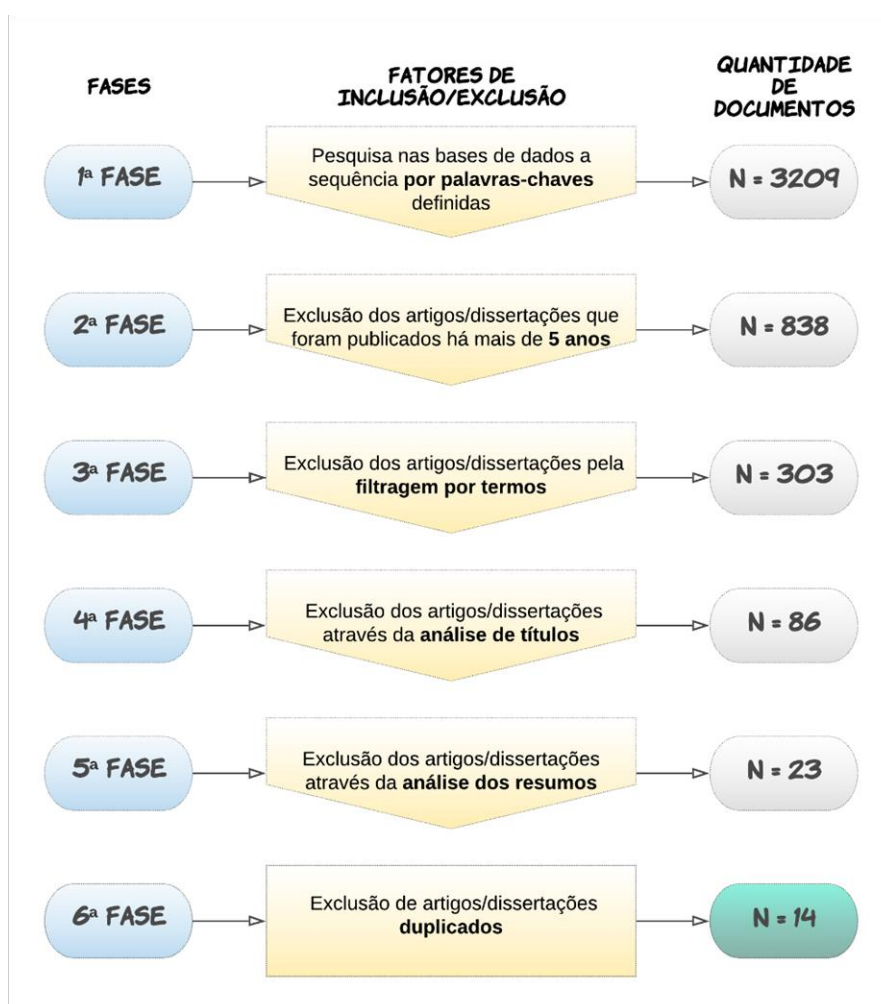 FASES
FATORES DE
INCLUSÃO/EXCLUSÃO
QUANTIDADE
DE
DOCUMENTOS
1ª FASE
Pesquisa nas bases de dados a
sequência por palavras-chaves
definidas
N = 3209
2ª FASE
Exclusão dos artigos/dissertações que
foram publicados há mais de 5 anos
N = 838
3ª FASE
Exclusão dos artigos/dissertações pela
filtragem por termos
N = 303
4ª FASE
Exclusão dos artigos/dissertações
através da análise de títulos
N = 86
5ª FASE
Exclusão dos artigos/dissertações
através da análise dos resumos
N = 23
6ª FASE
Exclusão de artigos/dissertações
duplicados
N = 14